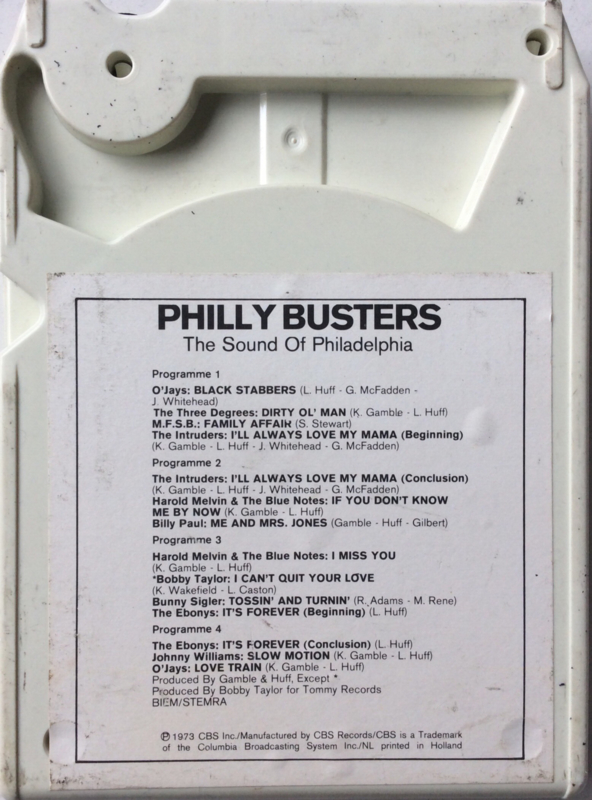 PHILLY BUSTERS
The Sound Of Philadelphia
Programme 1
O'Jays: BLACK STABBERS (L. Huff - G. McFadden -
J. Whitehead)
The Three Degrees: DIRTY OL' MAN (K. Gamble - L. Huff)
M.F.S.B.: FAMILY AFFAIR (S. Stewart)
The Intruders: I'LL ALWAYS LOVE MY MAMA (Beginning)
(K. Gamble - L. Huff - J. Whitehead - G. McFadden)
Programme 2
The Intruders: I'LL ALWAYS LOVE MY MAMA (Conclusion)
(K. Gamble - L. Huff - J. Whitehead - G. McFadden)
Harold Melvin & The Blue Notes: IF YOU DON'T KNOW
ME BY NOW (K. Gamble - L. Huff)
Billy Paul: ME AND MRS. JONES (Gamble - Huff - Gilbert)
Programme 3
Harold Melvin & The Blue Notes: I MISS YOU
(K. Gamble - L. Huff)
*Bobby Taylor: I CAN'T QUIT YOUR LOVE
(K. Wakefield - L. Caston)
Bunny Sigler: TOSSIN' AND TURNIN' (R. Adams - M. Rene)
The Ebonys: IT'S FOREVER (Beginning) (L. Huff)
Programme 4
The Ebonys: IT'S FOREVER (Conclusion) (L. Huff)
Johnny Williams: SLOW MOTION (K. Gamble - L. Huff)
O'Jays: LOVE TRAIN (K. Gamble - L. Huff)
Produced By Gamble & Huff, Except *
Produced By Bobby Taylor for Tommy Records
BIEM/STEMRA
℗ 1973 CBS Inc./Manufactured by CBS Records/CBS is a Trademark
of the Columbia Broadcasting System Inc./NL printed in Holland